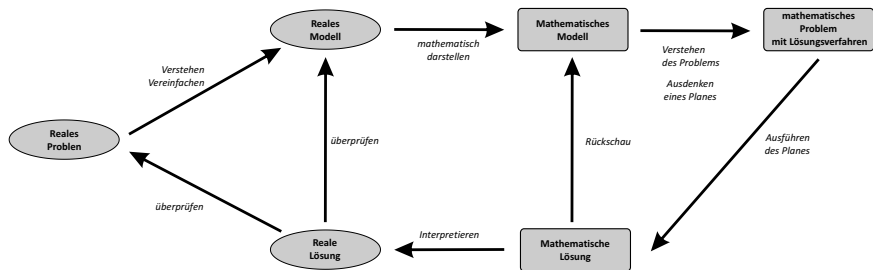 Reales
Modell
mathematisch
darstellen
Mathematisches
Modell
Verstehen
des Problems
Ausdenken
eines Planes
mathematisches
Problem
mit Lösungsverfahren
Verstehen
Vereinfachen
Reales
Problen
überprüfen
überprüfen
Rückschau
Ausführen
des Planes
Reale
Lösung
Interpretieren
Mathematische
Lösung